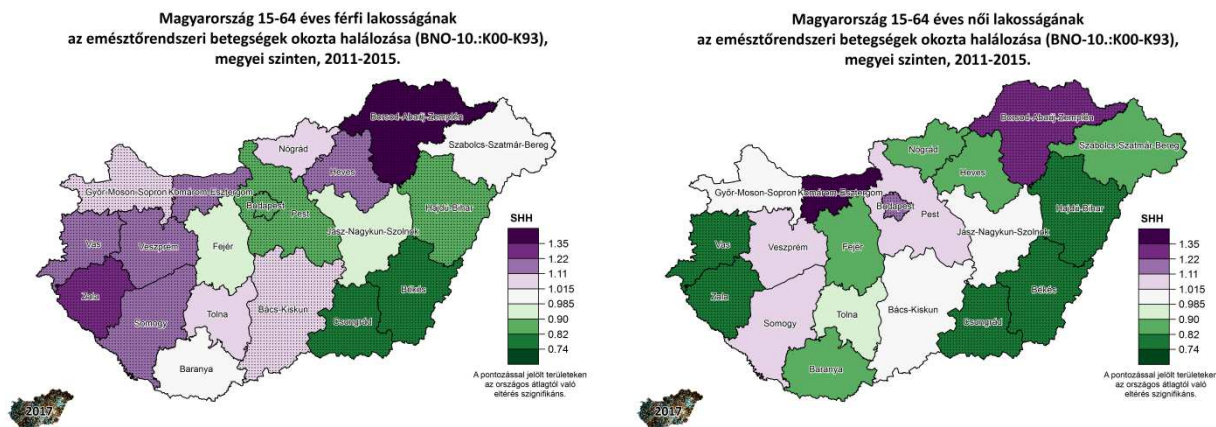 Magyarország 15-64 éves férfi lakosságának
az emésztőrendszeri betegségek okozta halálozása (BNO-10.:K00-K93),
megyei szinten, 2011-2015.
Borsod-Abaúj-Zemplén
Szabolcs-Szatmár-Bereg
Nógrád
Heves
Győr-Moson-Sopron
Komárom-Esztergom
Budapest
Pest
Hajdú-Bihar
Jász-Nagykun-Szolnok
Vas
Veszprém
Fejér
Zala
Somogy
Tolna
Bács-Kiskun
Békés
Csongrád
Baranya
SHH
1.35
1.22
1.11
1.015
0.985
0.90
0.82
0.74
A pontozással jelölt területeken
az országos átlagtól való
eltérés szignifikáns.
2017
Magyarország 15-64 éves női lakosságának
az emésztőrendszeri betegségek okozta halálozása (BNO-10.:K00-K93),
megyei szinten, 2011-2015.
Borsod-Abaúj-Zemplén
Szabolcs-Szatmár-Bereg
Nógrád
Heves
Győr-Moson-Sopron
Komárom-Esztergom
Budapest
Pest
Hajdú-Bihar
Jász-Nagykun-Szolnok
Vas
Veszprém
Fejér
Zala
Somogy
Tolna
Bács-Kiskun
Békés
Csongrád
Baranya
SHH
1.35
1.22
1.11
1.015
0.985
0.90
0.82
0.74
A pontozással jelölt területeken
az országos átlagtól való
eltérés szignifikáns.
2017